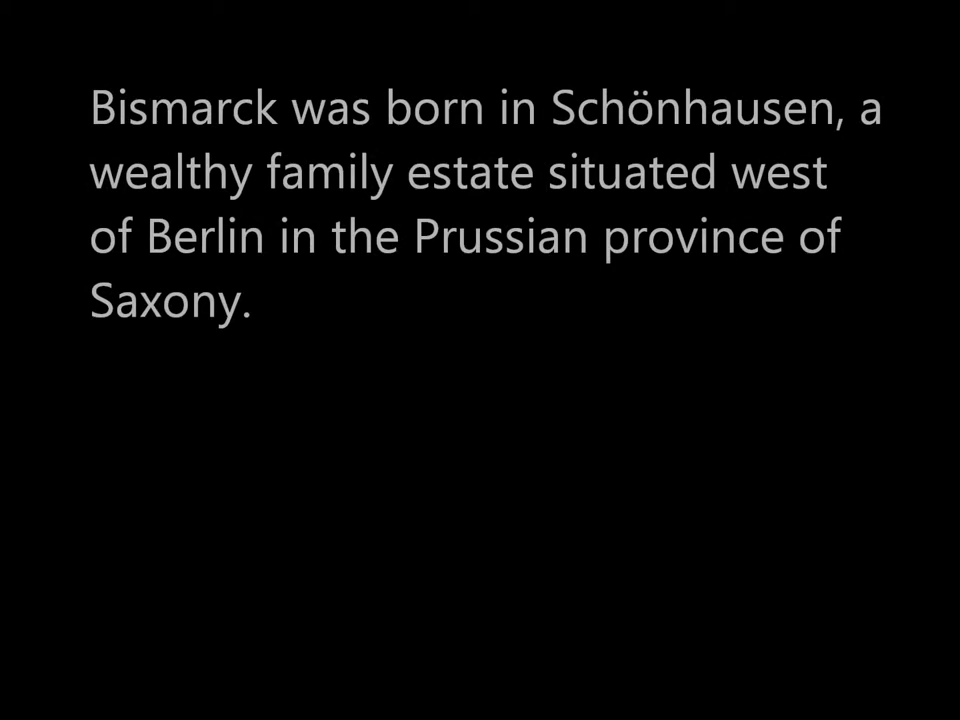 Bismarck was born in Schönhausen, a
wealthy family estate situated west
of Berlin in the Prussian province of
Saxony.